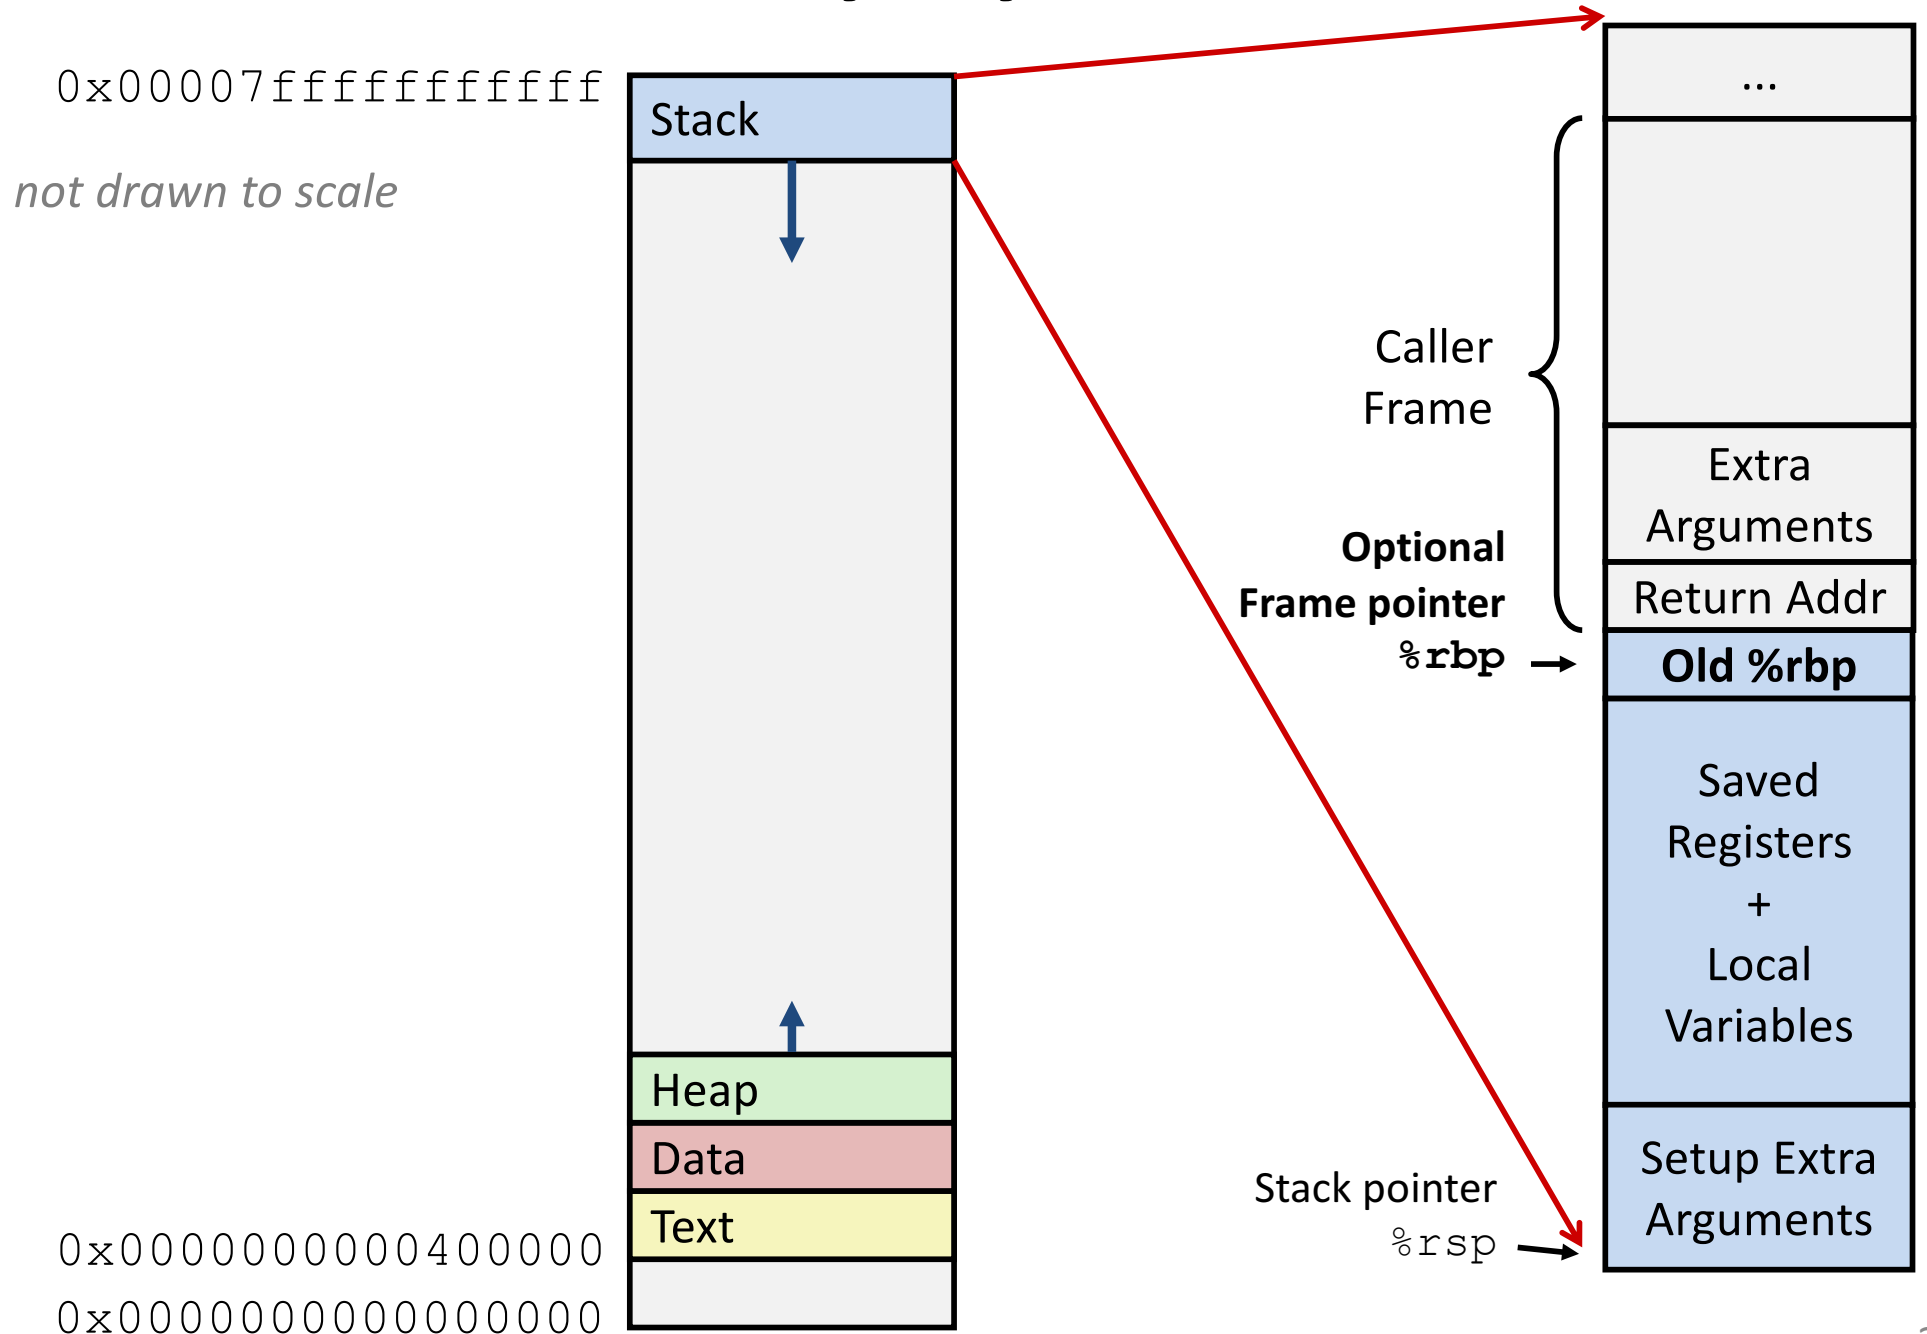 0x00007fffffffffff
not drawn to scale
Stack
Heap
Data
Text
0x0000000000400000
0x0000000000000000
...
Caller
Frame
Extra
Arguments
Optional
Frame pointer
%rbp
Return Addr
Old %rbp
Saved
Registers
+
Local
Variables
Stack pointer
%rsp
Setup Extra
Arguments